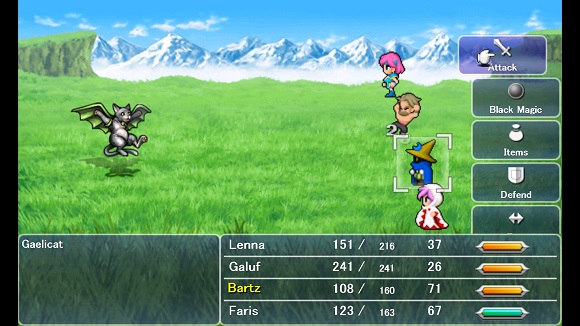 Attack
Black Magic
Items
Defend
2
Gaelicat
Lenna 151 / 216 37
Galuf 241 / 241 26
Bartz 108 / 160 71
Faris 123 / 163 67